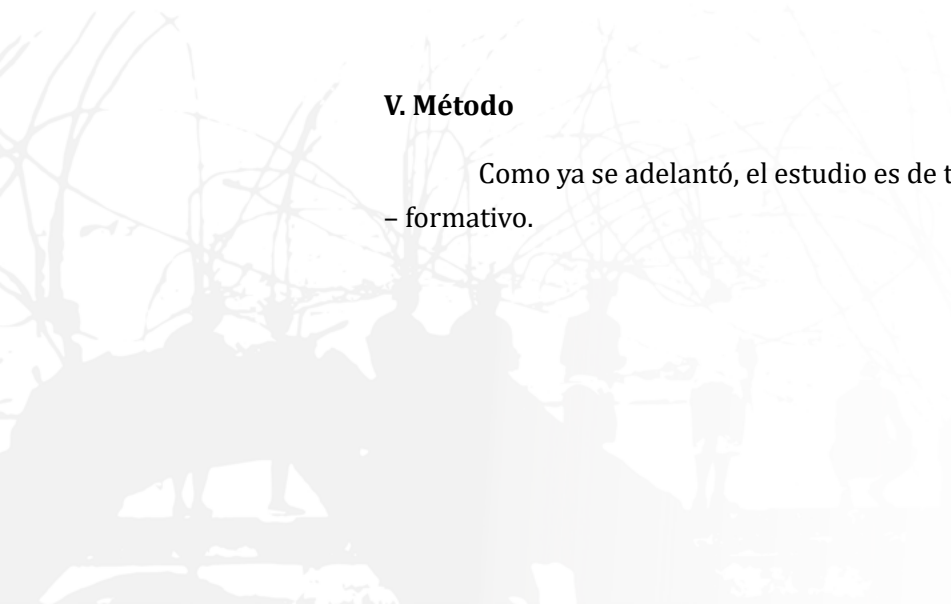 V. Método
Como ya se adelantó, el estudio es de
– formativo.